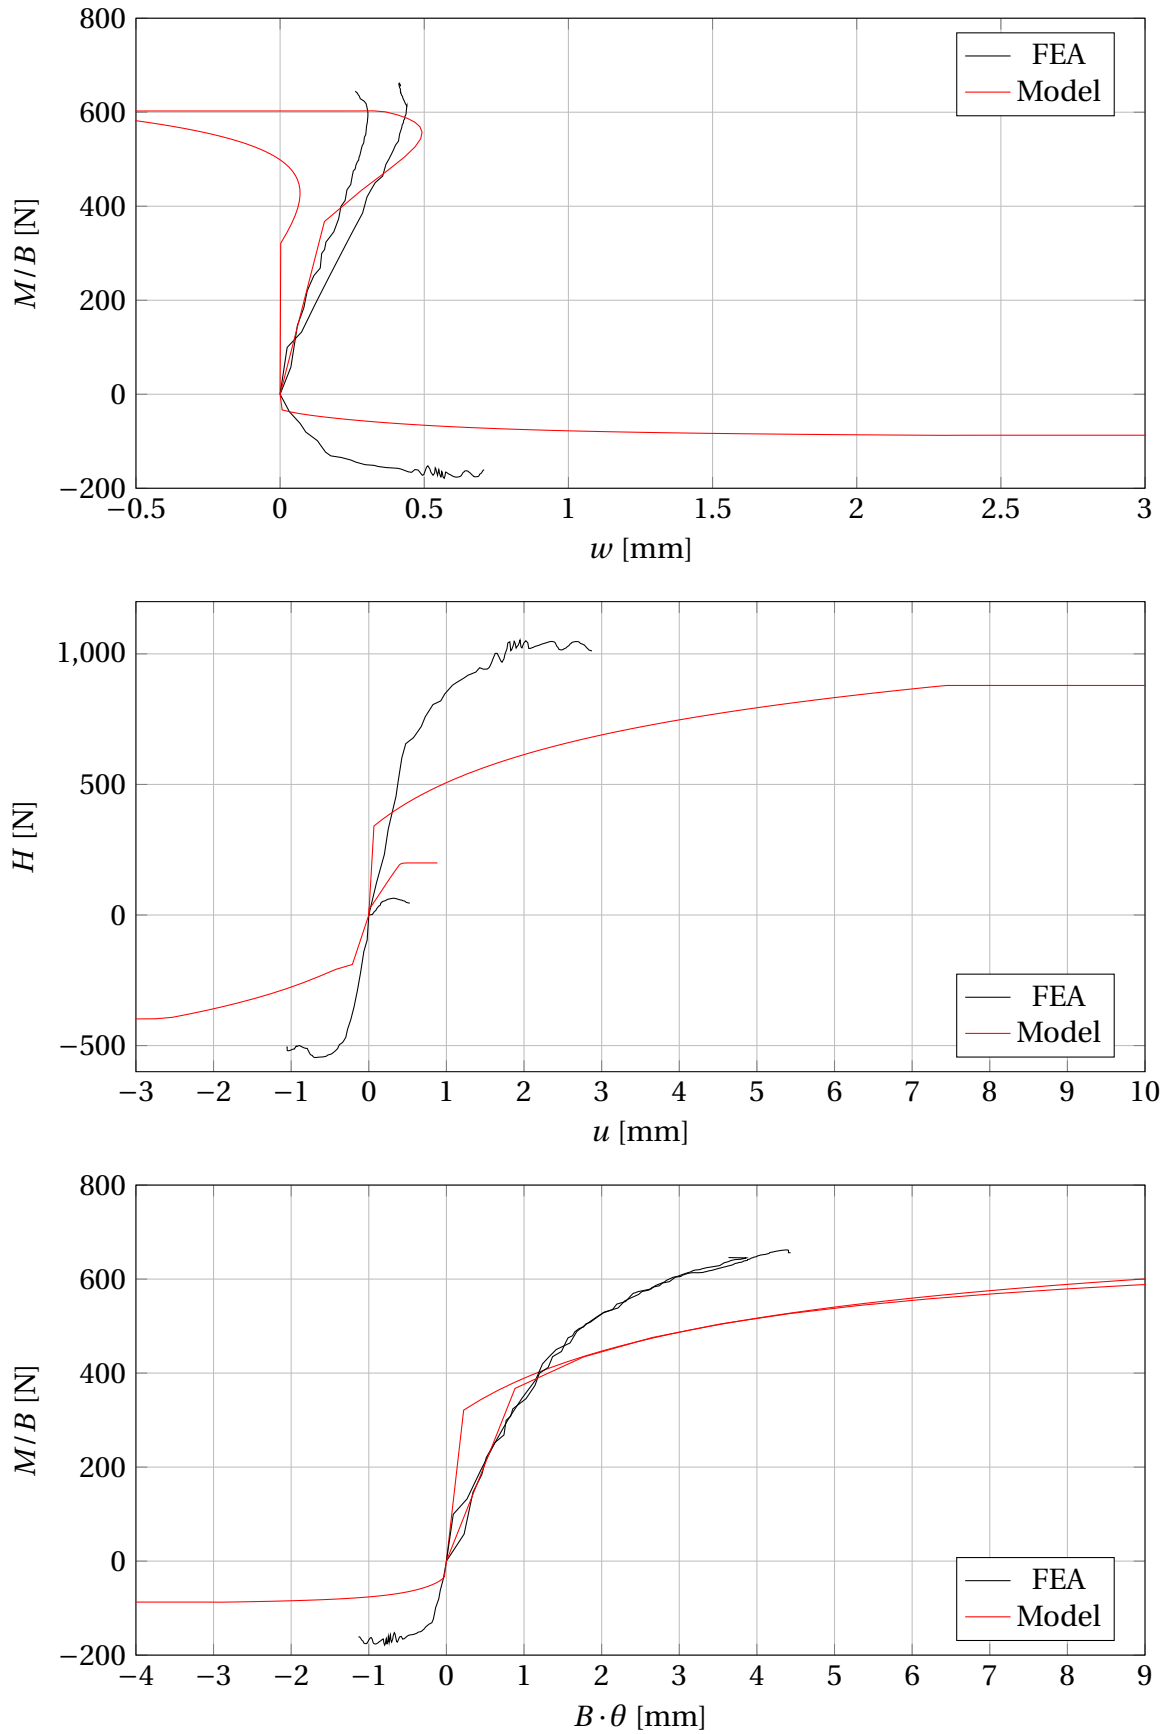 800
600
400
200
0
−200
M/B [N]
−0.5 0 0.5 1 1.5 2 2.5 3
w [mm]
FEA
Model
1,000
500
0
−500
H [N]
−3 −2 −1 0 1 2 3 4 5 6 7 8 9 10
u [mm]
FEA
Model
800
600
400
200
0
−200
M/B [N]
−4 −3 −2 −1 0 1 2 3 4 5 6 7 8 9
B·θ [mm]
FEA
Model